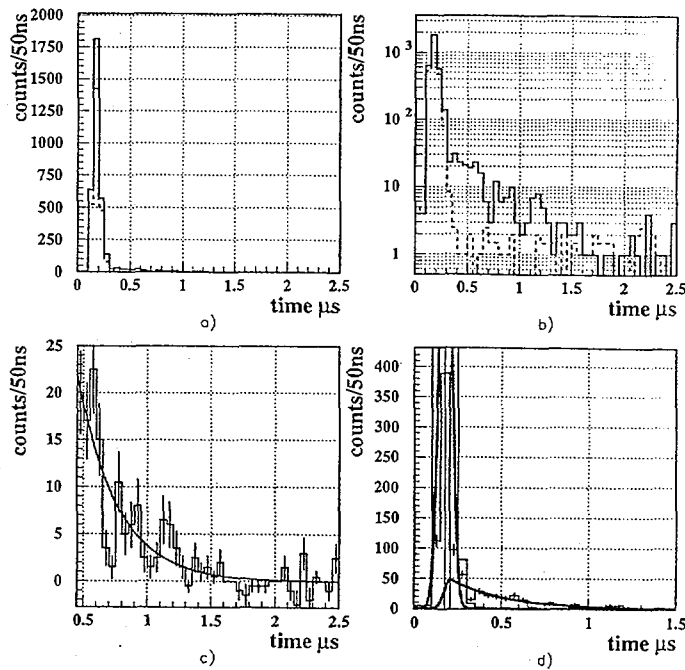 counts/50ns
2000
1750
1500
1250
1000
750
500
250
0
0 0.5 1 1.5 2 2.5
time μs
a)
counts/50ns
10³
10²
10
1
0 0.5 1 1.5 2 2.5
time μs
b)
counts/50ns
25
20
15
10
5
0
0.5 1 1.5 2 2.5
time μs
c)
counts/50ns
400
350
300
250
200
150
100
50
0
0 0.5 1 1.5
time μs
d)